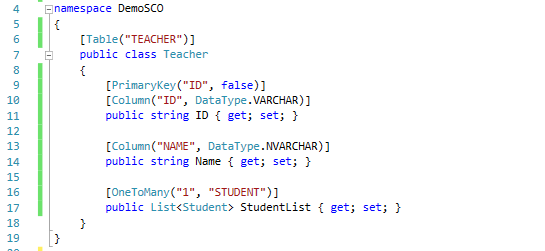 4 namespace DemoSCO
5 {
6 [Table("TEACHER")]
7 public class Teacher
8 {
9 [PrimaryKey("ID", false)]
10 [Column("ID", DataType.VARCHAR)]
11 public string ID { get; set; }
12
13 [Column("NAME", DataType.NVARCHAR)]
14 public string Name { get; set; }
15
16 [OneToMany("1", "STUDENT")]
17 public List<Student> StudentList { get; set; }
18 }
19 }